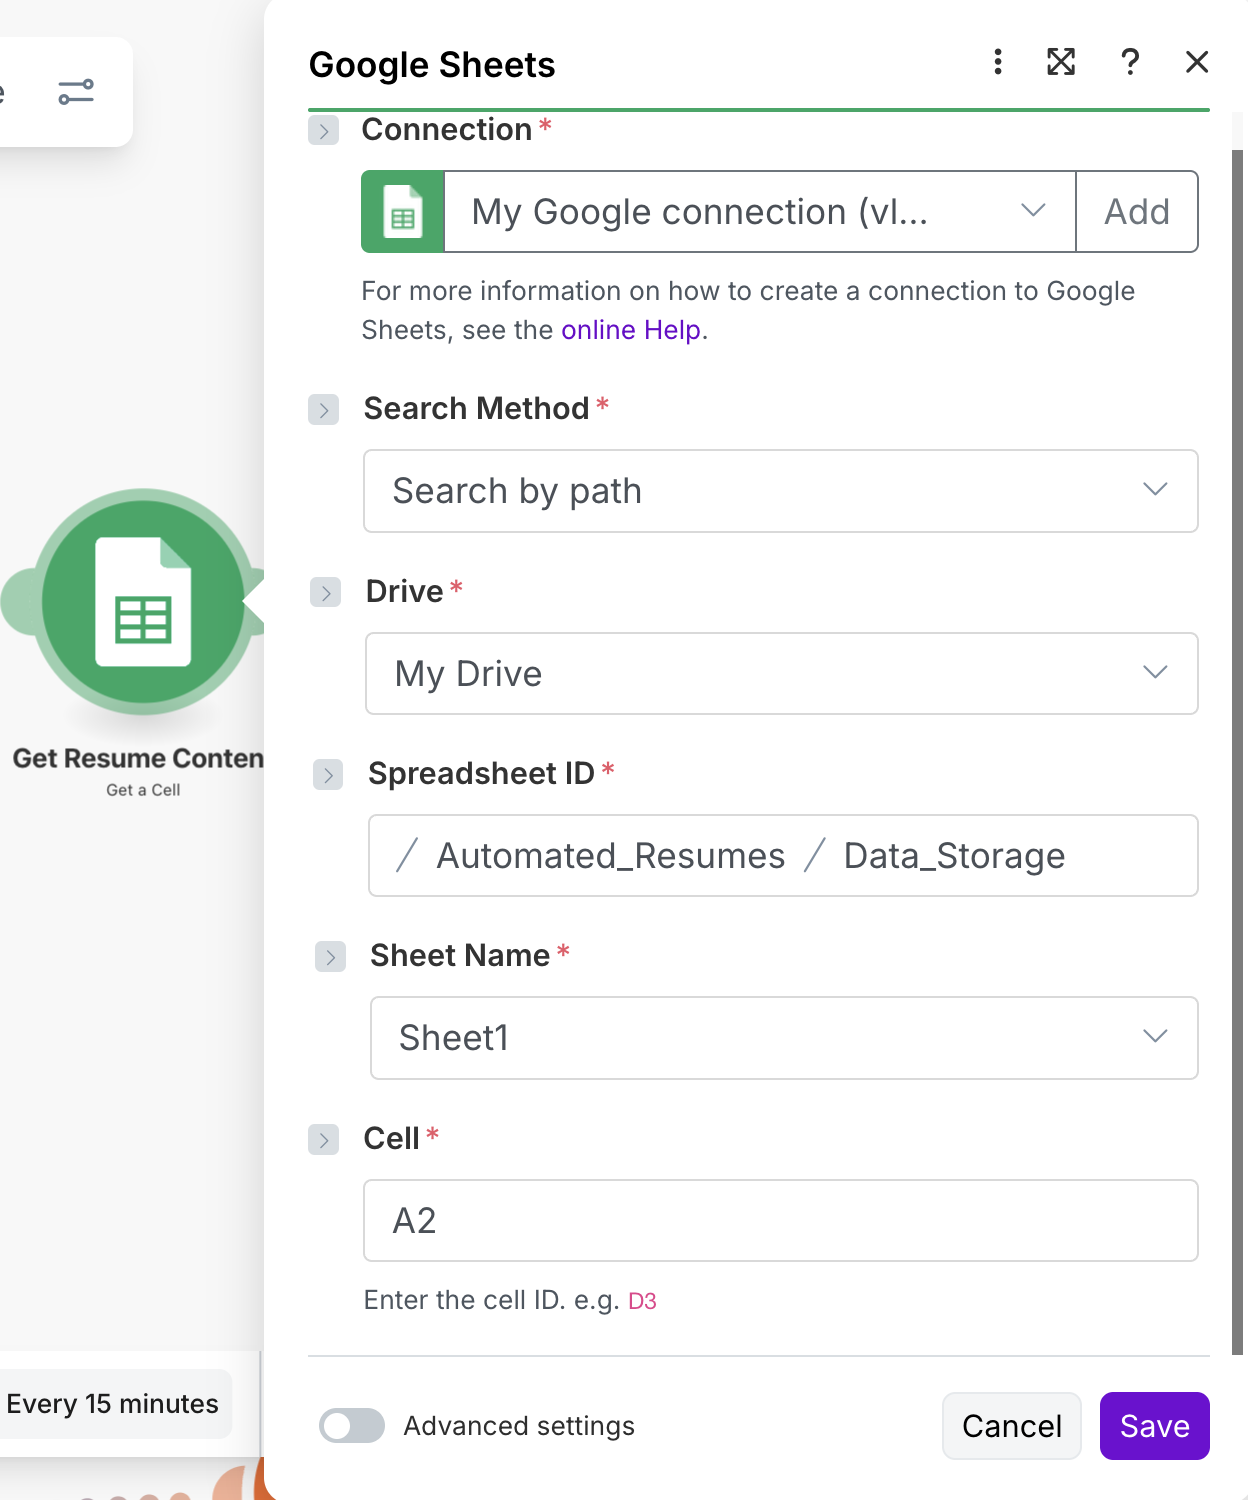 Google Sheets
Connection *
My Google connection (vl...
Add
For more information on how to create a connection to Google
Sheets, see the online Help.
Search Method *
Search by path
Drive *
My Drive
Get Resume Conten
Get a Cell
Spreadsheet ID *
/ Automated_Resumes / Data_Storage
Sheet Name *
Sheet1
Cell *
A2
Enter the cell ID. e.g. D3
Every 15 minutes
Advanced settings
Cancel
Save